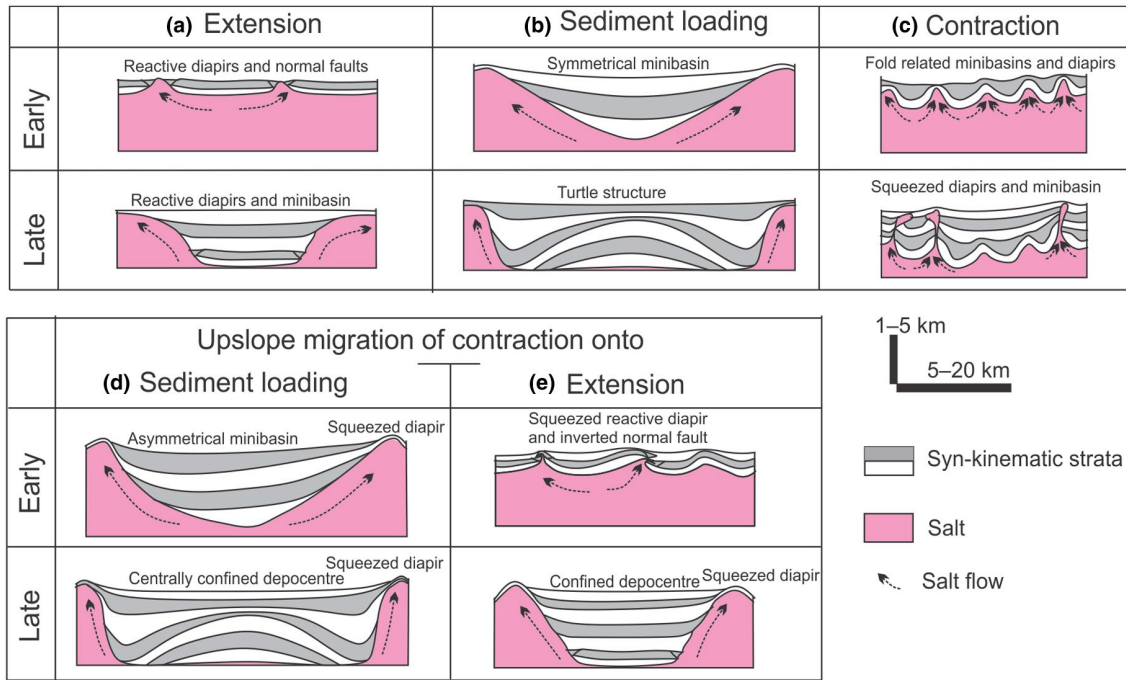 (a) Extension
(b) Sediment loading
(c) Contraction
Early
Reactive diapirs and normal faults
Symmetrical minibasin
Fold related minibasins and diapirs
Late
Reactive diapirs and minibasin
Turtle structure
Squeezed diapirs and minibasin
Upslope migration of contraction onto
(d) Sediment loading
(e) Extension
Early
Asymmetrical minibasin
Squeezed diapir
Squeezed reactive diapir
and inverted normal fault
Late
Centrally confined depocentre
Squeezed diapir
Confined depocentre
Squeezed diapir
1–5 km
5–20 km
Syn-kinematic strata
Salt
Salt flow